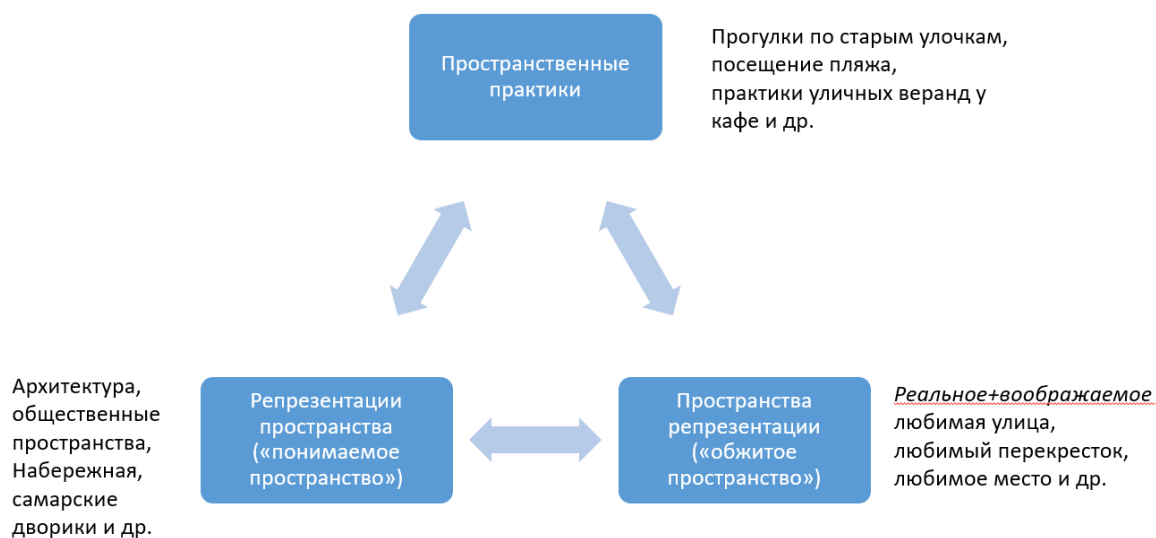 Пространственные
практики
Прогулки по старым улочкам,
посещение пляжа,
практики уличных веранд у
кафе и др.
Архитектура,
общественные
пространства,
Набережная,
самарские
дворики и др.
Репрезентации
пространства
(«понимаемое
пространство»)
Пространства
репрезентации
(«обжитое
пространство»)
Реальное+воображаемое
любимая улица,
любимый перекресток,
любимое место и др.